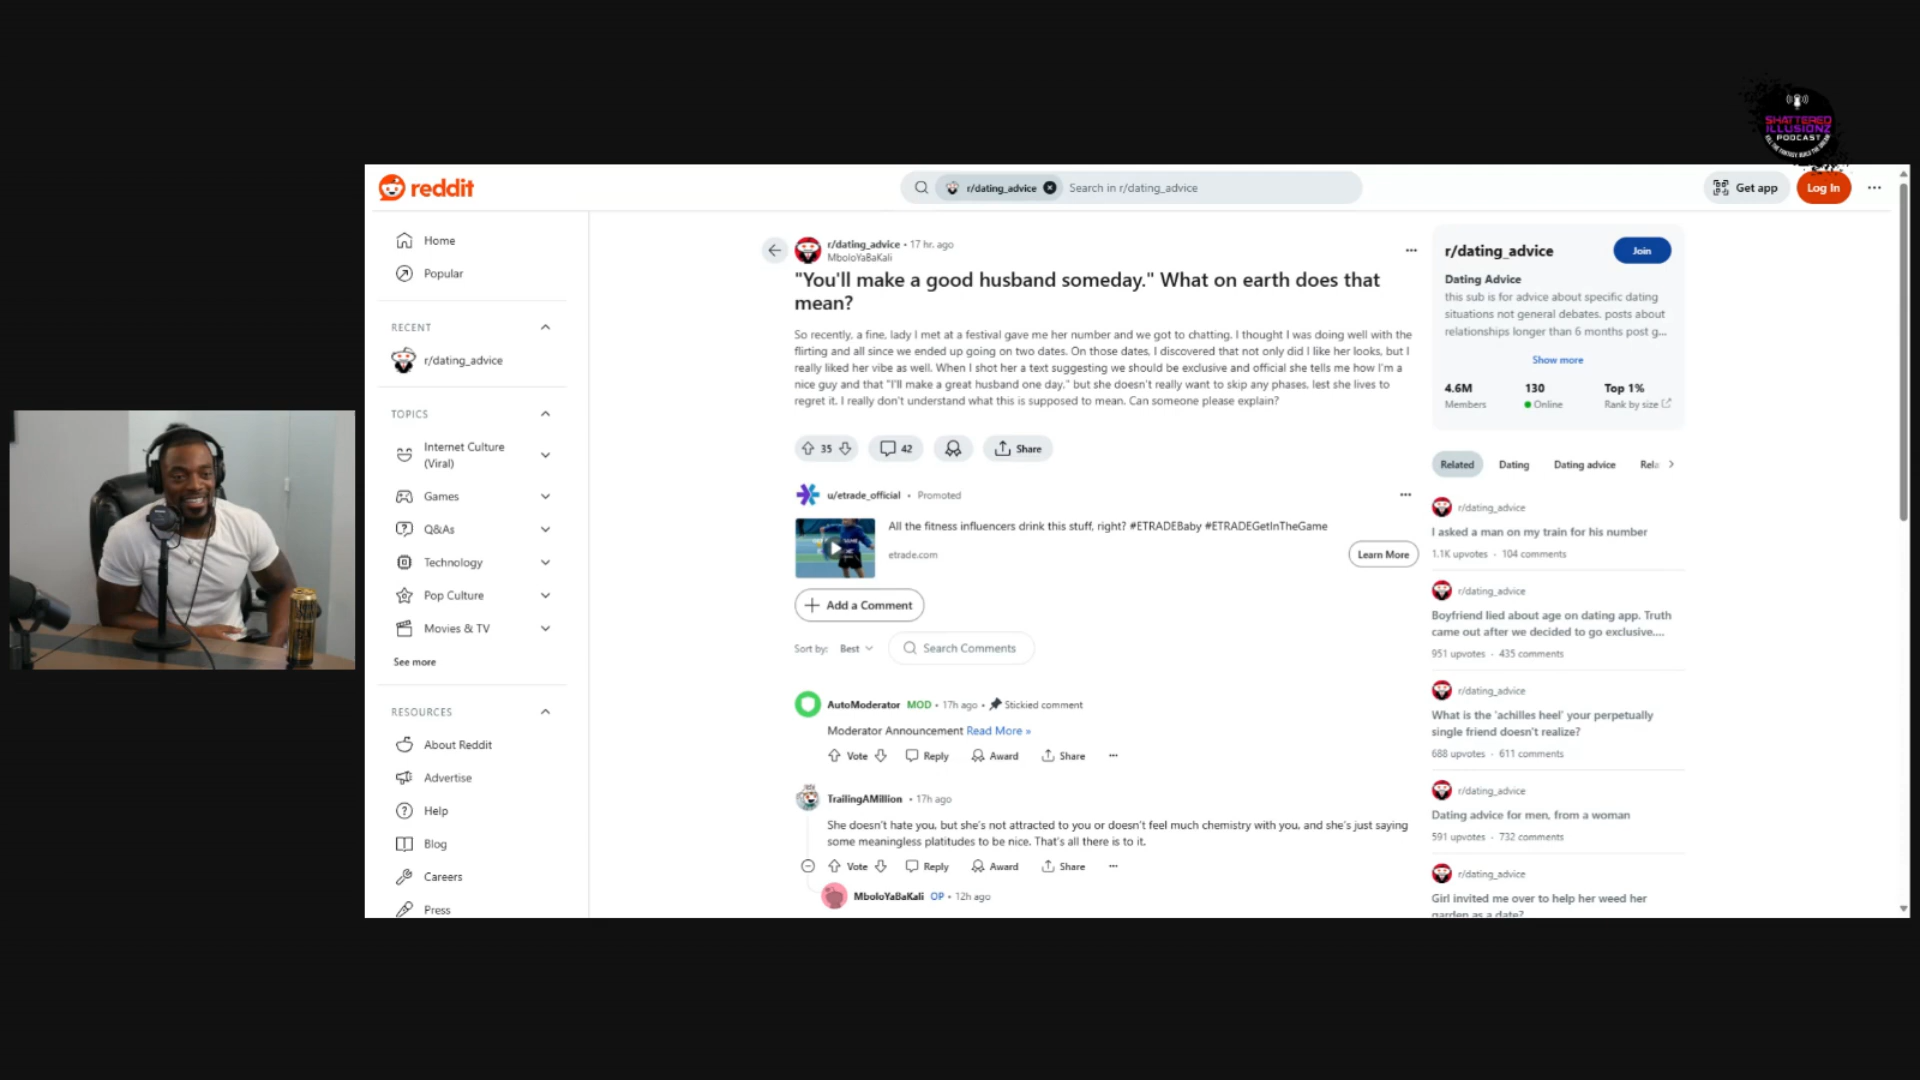 SHATTERED
ILLUSIONZ
PODCAST
reddit
r/dating_advice
Search in r/dating_advice
Get app
Log In
Home
Popular
RECENT
r/dating_advice
TOPICS
Internet Culture
(Viral)
Games
Q&As
Technology
Pop Culture
Movies & TV
See more
RESOURCES
About Reddit
Advertise
Help
Blog
Careers
Press
r/dating_advice • 17 hr. ago
MboloYaBaKali
"You'll make a good husband someday." What on earth does that
mean?
So recently, a fine, lady I met at a festival gave me her number and we got to chatting. I thought I was doing well with the
flirting and all since we ended up going on two dates. On those dates, I discovered that not only did I like her looks, but I
really liked her vibe as well. When I shot her a text suggesting we should be exclusive and official she tells me how I'm a
nice guy and that "I'll make a great husband one day," but she doesn't really want to skip any phases, lest she lives to
regret it. I really don't understand what this is supposed to mean. Can someone please explain?
35
42
Share
u/etrade_official • Promoted
All the fitness influencers drink this stuff, right? #ETRADEBaby #ETRADEGetInTheGame
etrade.com
Learn More
Add a Comment
Sort by: Best
Search Comments
AutoModerator MOD • 17h ago • Stickied comment
Moderator Announcement Read More »
Vote Reply Award Share
TrailingAMillion • 17h ago
She doesn't hate you, but she's not attracted to you or doesn't feel much chemistry with you, and she's just saying
some meaningless platitudes to be nice. That's all there is to it.
Vote Reply Award Share
MboloYaBaKali OP • 12h ago
r/dating_advice
Join
Dating Advice
this sub is for advice about specific dating
situations not general debates. posts about
relationships longer than 6 months post g...
Show more
4.6M 130 Top 1%
Members Online Rank by size
Related Dating Dating advice Rela
r/dating_advice
I asked a man on my train for his number
1.1K upvotes · 104 comments
r/dating_advice
Boyfriend lied about age on dating app. Truth
came out after we decided to go exclusive....
951 upvotes · 435 comments
r/dating_advice
What is the 'achilles heel' your perpetually
single friend doesn't realize?
688 upvotes · 611 comments
r/dating_advice
Dating advice for men, from a woman
591 upvotes · 732 comments
r/dating_advice
Girl invited me over to help her weed her
garden as a date?